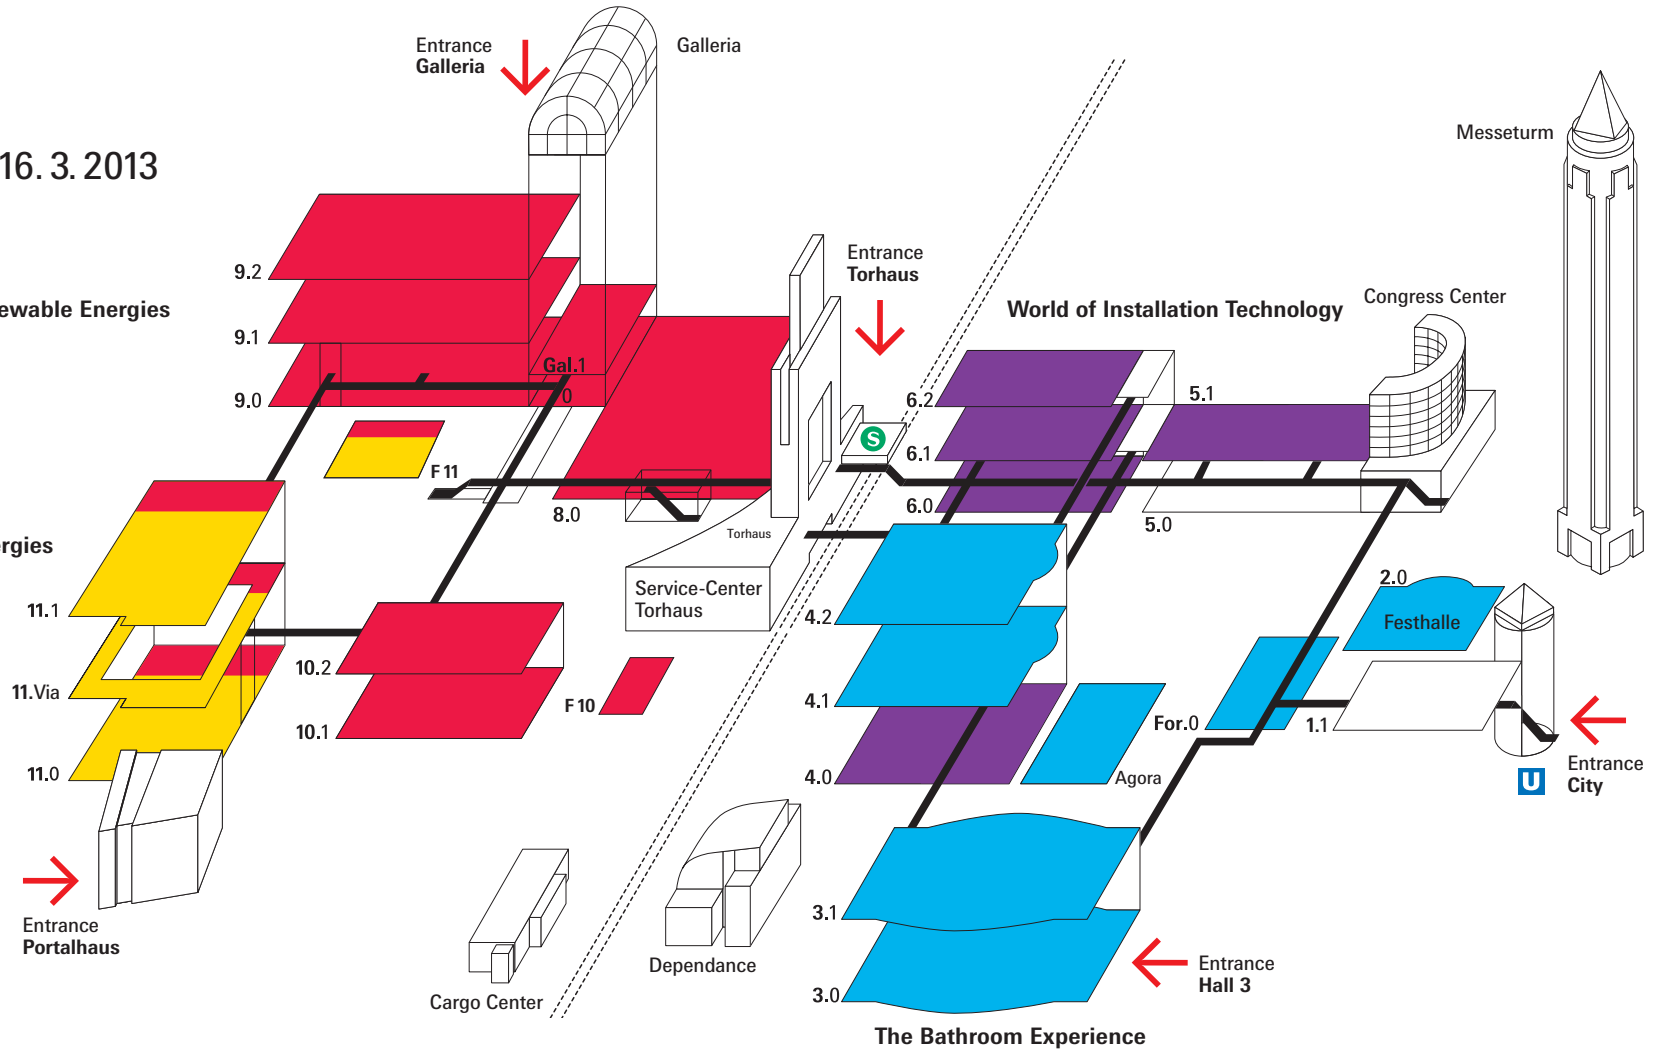 Entrance
Galleria
Galleria
Messeturm
16. 3. 2013
Entrance
Torhaus
9.2
ewable Energies
World of Installation Technology
Congress Center
9.1
Gal.1
0
9.0
6.2
5.1
S
6.1
F 11
6.0
8.0
5.0
Torhaus
ergies
Service-Center
Torhaus
2.0
Festhalle
11.1
4.2
10.2
11.Via
4.1
F 10
For.0
1.1
10.1
11.0
4.0
Agora
U
Entrance
City
3.1
Entrance
Portalhaus
Dependance
Entrance
Hall 3
3.0
Cargo Center
The Bathroom Experience